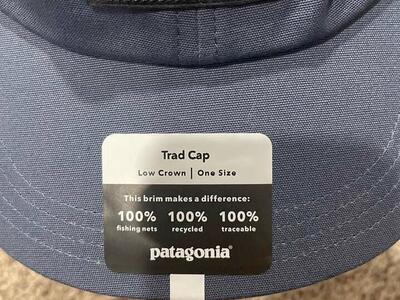 Trad Cap
Low Crown | One Size
This brim makes a difference:
100% 100% 100%
fishing nets recycled traceable
patagonia®